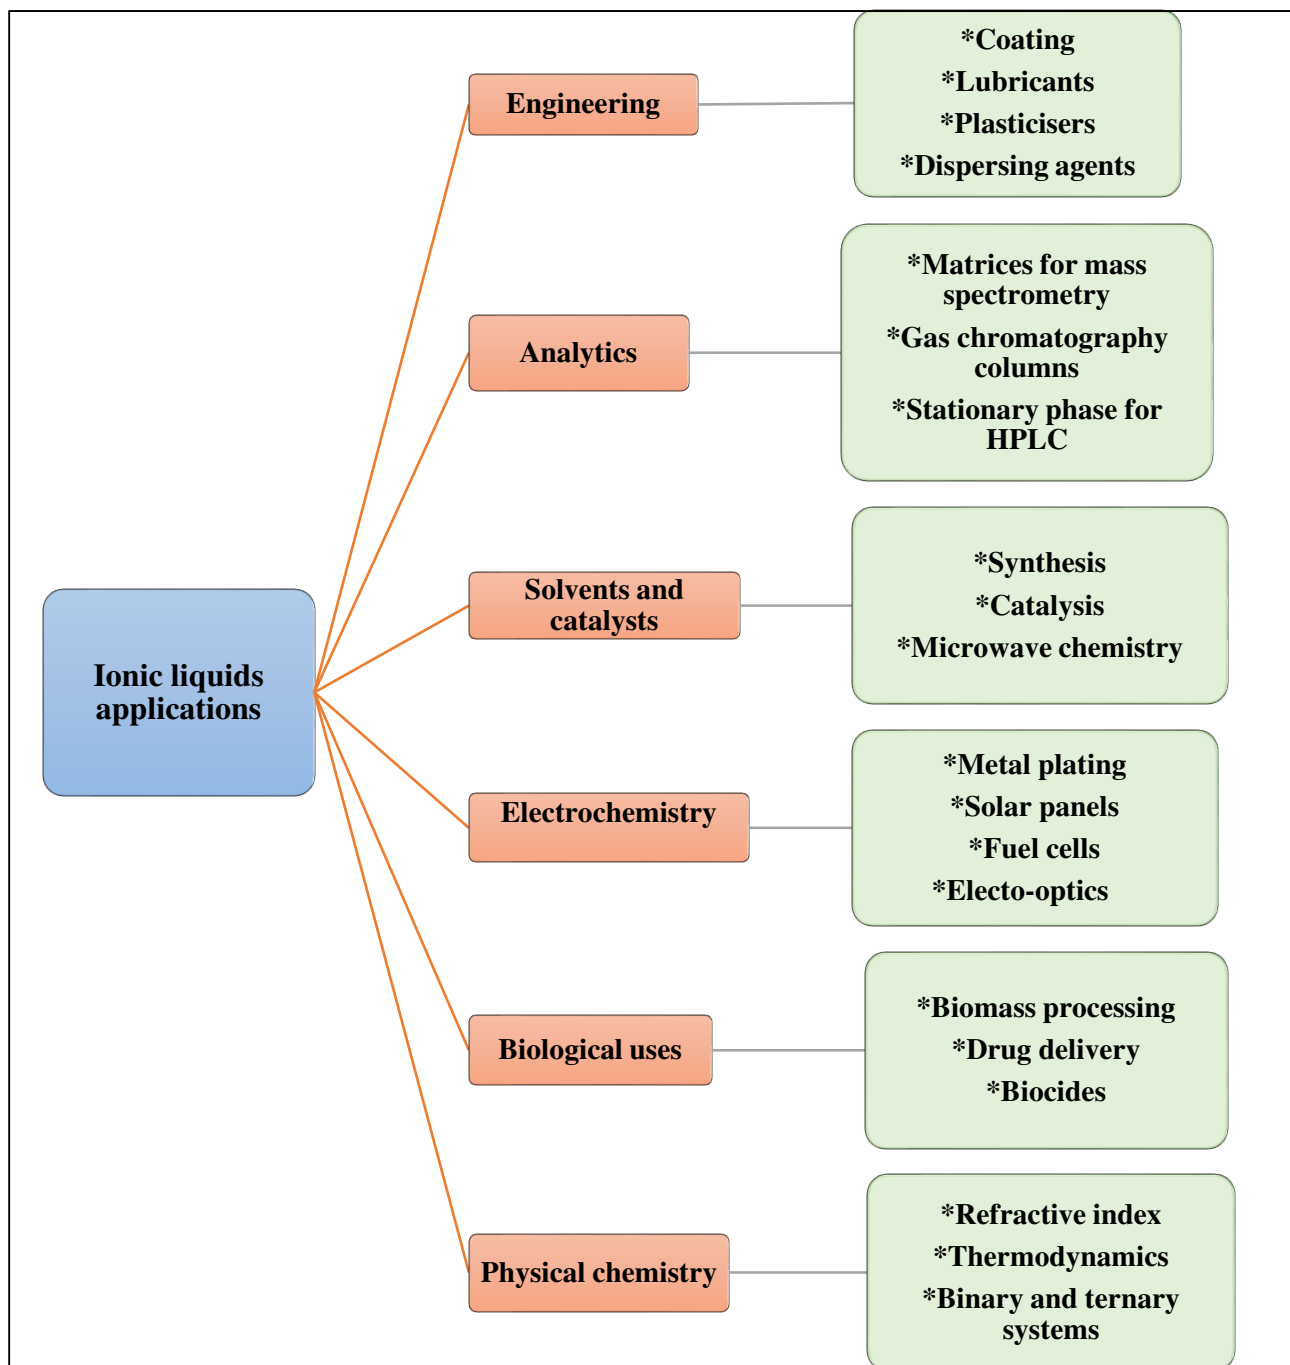 Ionic liquids
applications
Engineering
*Coating
*Lubricants
*Plasticisers
*Dispersing agents
Analytics
*Matrices for mass
spectrometry
*Gas chromatography
columns
*Stationary phase for
HPLC
Solvents and
catalysts
*Synthesis
*Catalysis
*Microwave chemistry
Electrochemistry
*Metal plating
*Solar panels
*Fuel cells
*Electo-optics
Biological uses
*Biomass processing
*Drug delivery
*Biocides
Physical chemistry
*Refractive index
*Thermodynamics
*Binary and ternary
systems